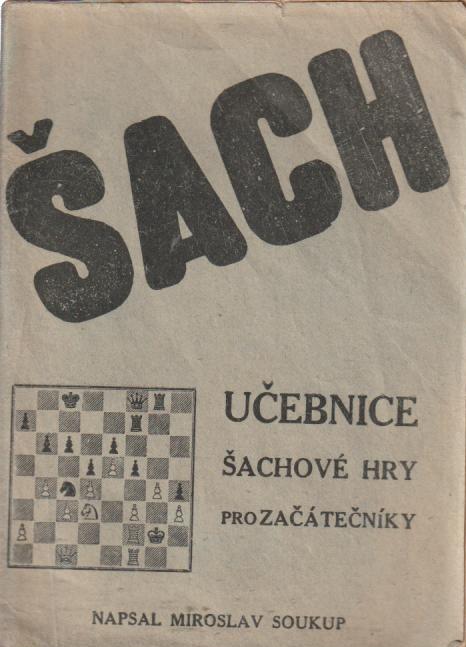 ŠACH
UČEBNICE
ŠACHOVÉ HRY
PRO ZAČÁTEČNÍKY
NAPSAL MIROSLAV SOUKUP